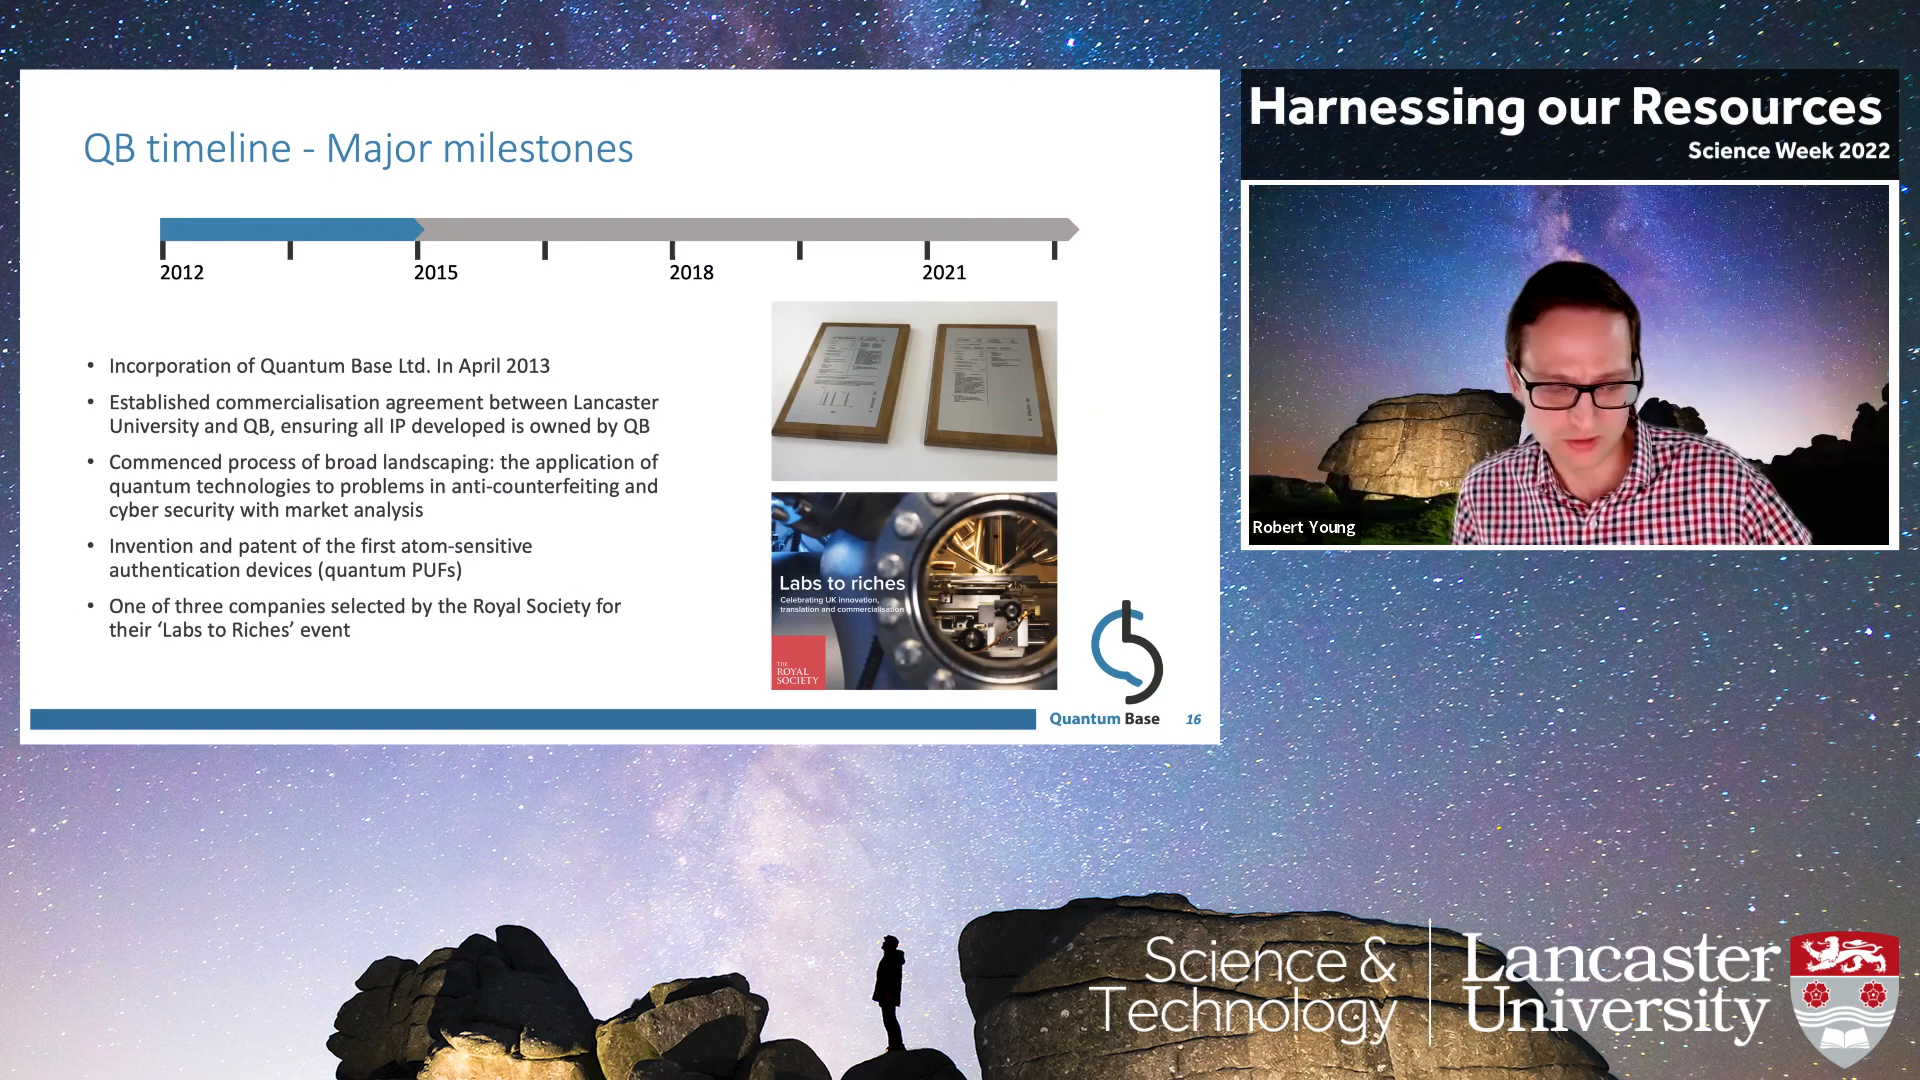 QB timeline - Major milestones
2012
2015
2018
2021
• Incorporation of Quantum Base Ltd. In April 2013
• Established commercialisation agreement between Lancaster
University and QB, ensuring all IP developed is owned by QB
• Commenced process of broad landscaping: the application of
quantum technologies to problems in anti-counterfeiting and
cyber security with market analysis
• Invention and patent of the first atom-sensitive
authentication devices (quantum PUFs)
• One of three companies selected by the Royal Society for
their ‘Labs to Riches’ event
Labs to riches
Celebrating UK innovation,
translation and commercialisation
THE
ROYAL
SOCIETY
Quantum Base
16
Harnessing our Resources
Science Week 2022
Robert Young
Science &
Technology
Lancaster
University